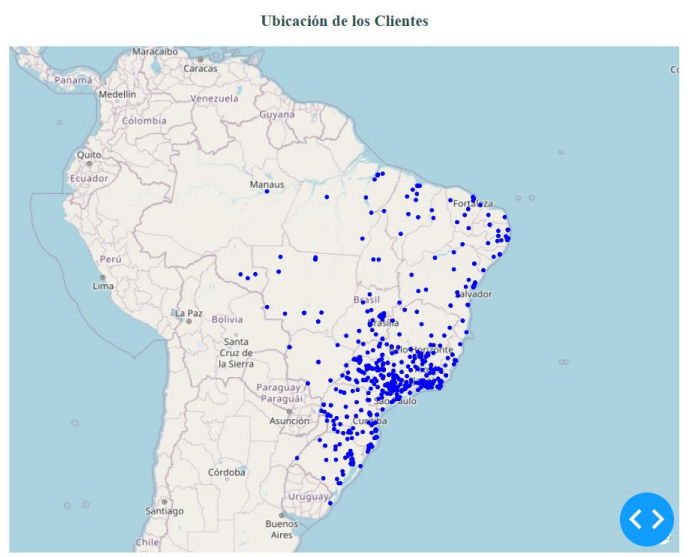 Ubicación de los Clientes
Maracaibo
Caracas
Co
Panamá
Medellín
Venezuela
Guyana
Colombia
Quito
Ecuador
Manaus
Fortaleza
Perú
Lima
Brasil
Salvador
La Paz
Bolivia
Brasília
Santa
Cruz de
la Sierra
Belo Horizonte
Paraguay /
Paraguái
São Paulo
Asunción
Curitiba
Córdoba
Uruguay
Santiago
Buenos
Aires
Chile